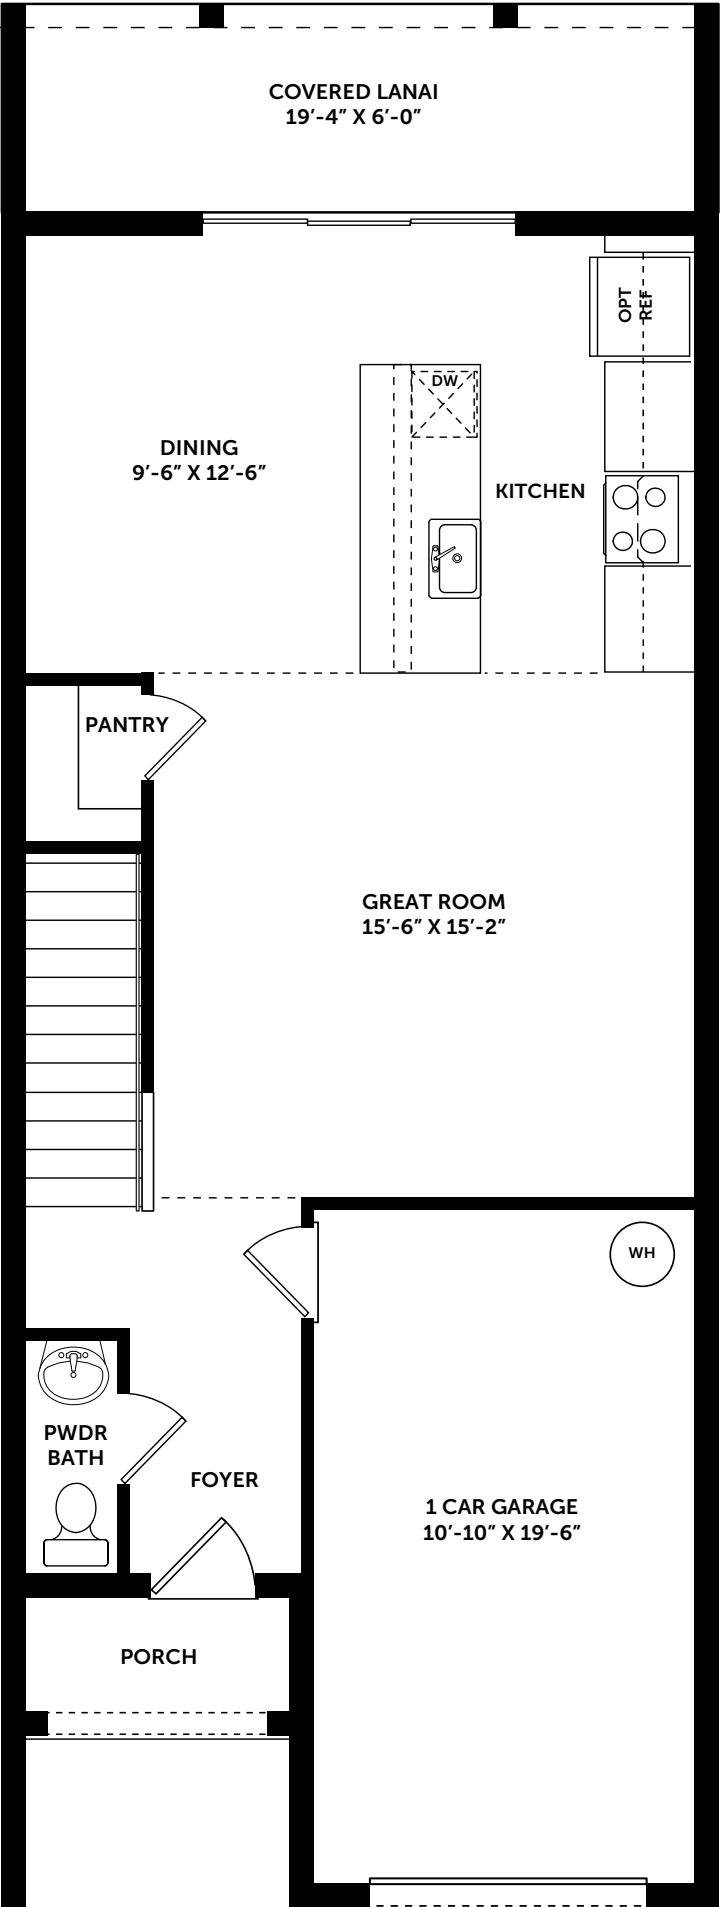 COVERED LANAI
19′-4″ X 6′-0″
OPT
REF
DW
DINING
9′-6″ X 12′-6″
KITCHEN
PANTRY
GREAT ROOM
15′-6″ X 15′-2″
WH
PWDR
BATH
FOYER
1 CAR GARAGE
10′-10″ X 19′-6″
PORCH